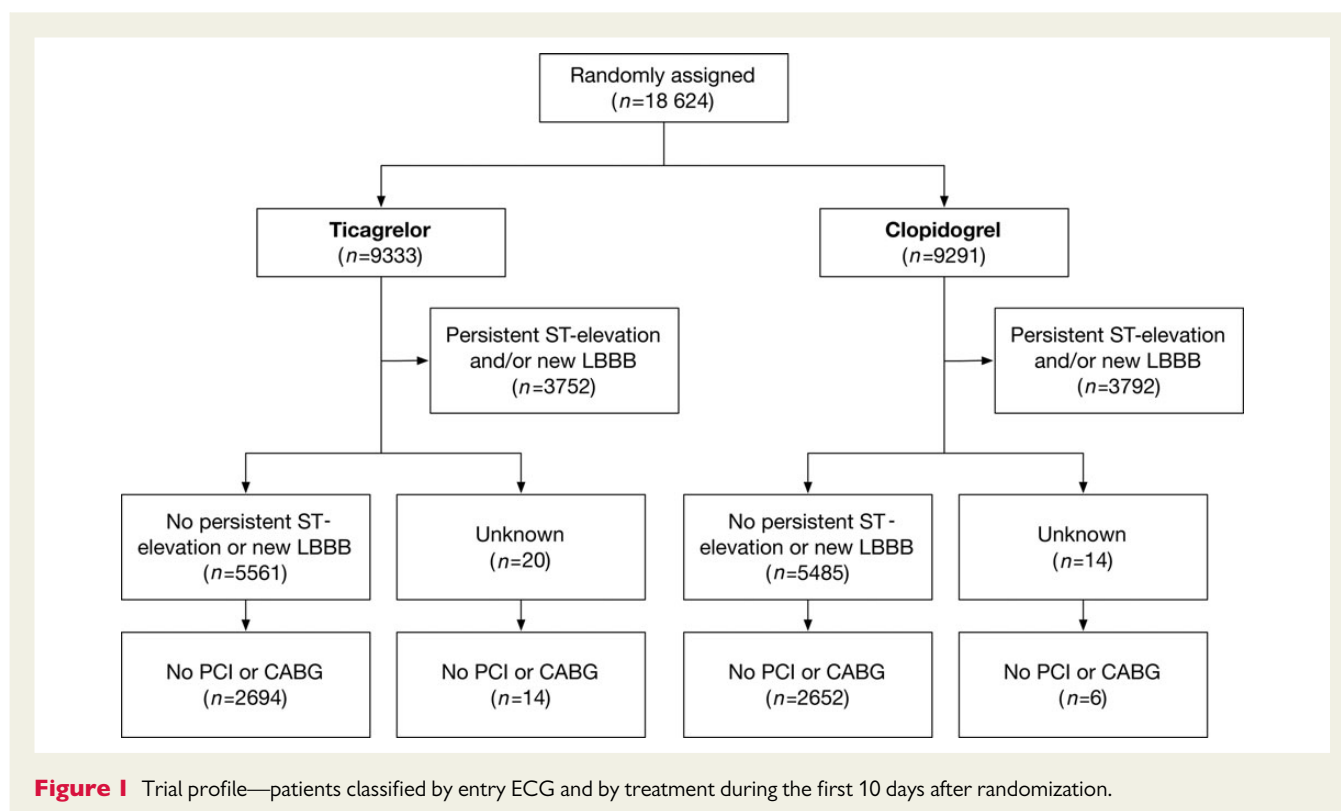 Randomly assigned
(n=18 624)
Ticagrelor
(n=9333)
Clopidogrel
(n=9291)
Persistent ST-elevation
and/or new LBBB
(n=3752)
Persistent ST-elevation
and/or new LBBB
(n=3792)
No persistent ST-
elevation or new LBBB
(n=5561)
Unknown
(n=20)
No persistent ST-
elevation or new LBBB
(n=5485)
Unknown
(n=14)
No PCI or CABG
(n=2694)
No PCI or CABG
(n=14)
No PCI or CABG
(n=2652)
No PCI or CABG
(n=6)
Figure 1 Trial profile—patients classified by entry ECG and by treatment during the first 10 days after randomization.